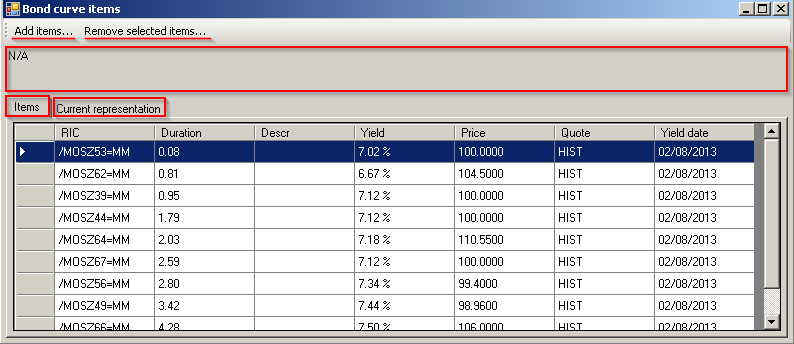 Bond curve items
Add items... Remove selected items...
N/A
Items Current representation
RIC Duration Descr Yield Price Quote Yield date
/MOSZ53=MM 0.08 7.02 % 100.0000 HIST 02/08/2013
/MOSZ62=MM 0.81 6.67 % 104.5000 HIST 02/08/2013
/MOSZ39=MM 0.95 7.12 % 100.0000 HIST 02/08/2013
/MOSZ44=MM 1.79 7.12 % 100.0000 HIST 02/08/2013
/MOSZ64=MM 2.03 7.18 % 110.5500 HIST 02/08/2013
/MOSZ67=MM 2.59 7.12 % 100.0000 HIST 02/08/2013
/MOSZ56=MM 2.80 7.34 % 99.4000 HIST 02/08/2013
/MOSZ49=MM 3.42 7.44 % 98.9600 HIST 02/08/2013
/MOSZ66=MM 4.28 7.50 % 106.0000 HIST 02/08/2013